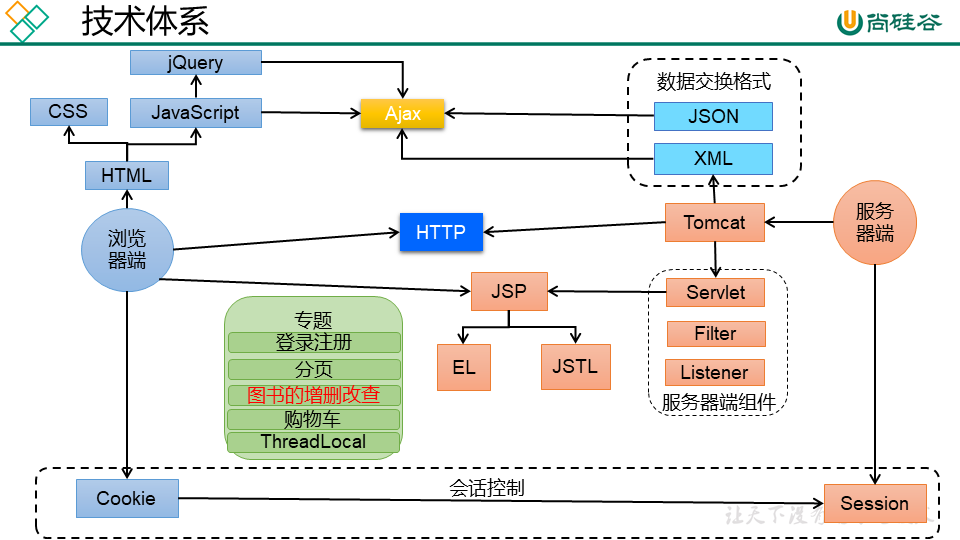 技术体系
尚硅谷
jQuery
CSS
JavaScript
Ajax
数据交换格式
JSON
XML
HTML
浏览
器端
HTTP
Tomcat
服务
器端
JSP
Servlet
专题
登录注册
分页
图书的增删改查
购物车
ThreadLocal
EL
JSTL
Filter
Listener
服务器端组件
会话控制
Cookie
Session
让天下没有